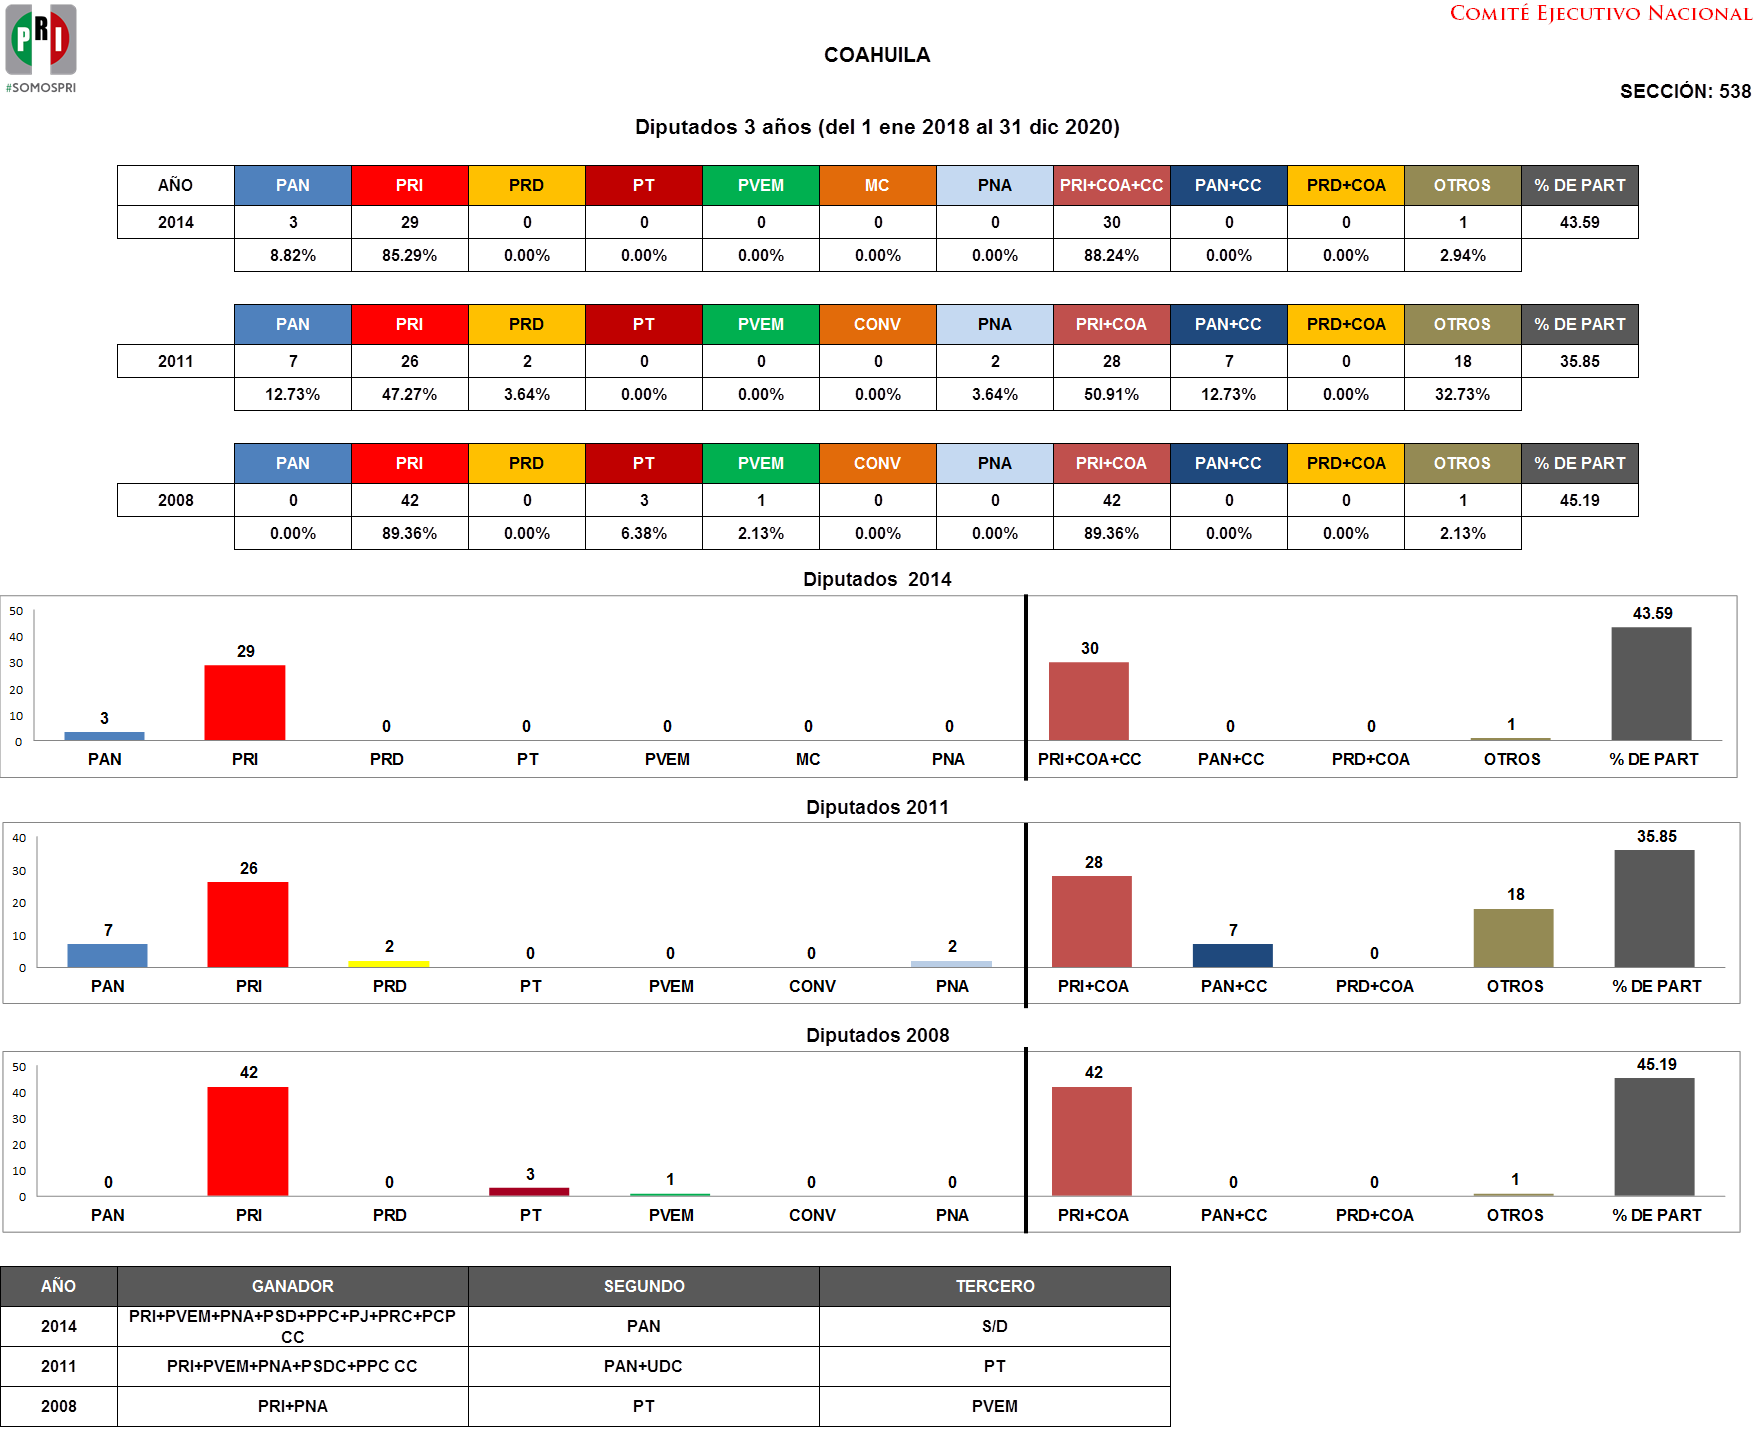 PRI
#SOMOSPRI
COMITÉ EJECUTIVO NACIONAL
COAHUILA
SECCIÓN: 538
Diputados 3 años (del 1 ene 2018 al 31 dic 2020)
AÑO PAN PRI PRD PT PVEM MC PNA PRI+COA+CC PAN+CC PRD+COA OTROS % DE PART
2014 3 29 0 0 0 0 0 30 0 0 1 43.59
8.82% 85.29% 0.00% 0.00% 0.00% 0.00% 0.00% 88.24% 0.00% 0.00% 2.94%
PAN PRI PRD PT PVEM CONV PNA PRI+COA PAN+CC PRD+COA OTROS % DE PART
2011 7 26 2 0 0 0 2 28 7 0 18 35.85
12.73% 47.27% 3.64% 0.00% 0.00% 0.00% 3.64% 50.91% 12.73% 0.00% 32.73%
PAN PRI PRD PT PVEM CONV PNA PRI+COA PAN+CC PRD+COA OTROS % DE PART
2008 0 42 0 3 1 0 0 42 0 0 1 45.19
0.00% 89.36% 0.00% 6.38% 2.13% 0.00% 0.00% 89.36% 0.00% 0.00% 2.13%
Diputados 2014
50
40
30
20
10
0
3 29 0 0 0 0 0 30 0 0 1 43.59
PAN PRI PRD PT PVEM MC PNA PRI+COA+CC PAN+CC PRD+COA OTROS % DE PART
Diputados 2011
40
30
20
10
0
7 26 2 0 0 0 2 28 7 0 18 35.85
PAN PRI PRD PT PVEM CONV PNA PRI+COA PAN+CC PRD+COA OTROS % DE PART
Diputados 2008
50
40
30
20
10
0
0 42 0 3 1 0 0 42 0 0 1 45.19
PAN PRI PRD PT PVEM CONV PNA PRI+COA PAN+CC PRD+COA OTROS % DE PART
AÑO GANADOR SEGUNDO TERCERO
2014 PRI+PVEM+PNA+PSD+PPC+PJ+PRC+PCP CC PAN S/D
2011 PRI+PVEM+PNA+PSDC+PPC CC PAN+UDC PT
2008 PRI+PNA PT PVEM